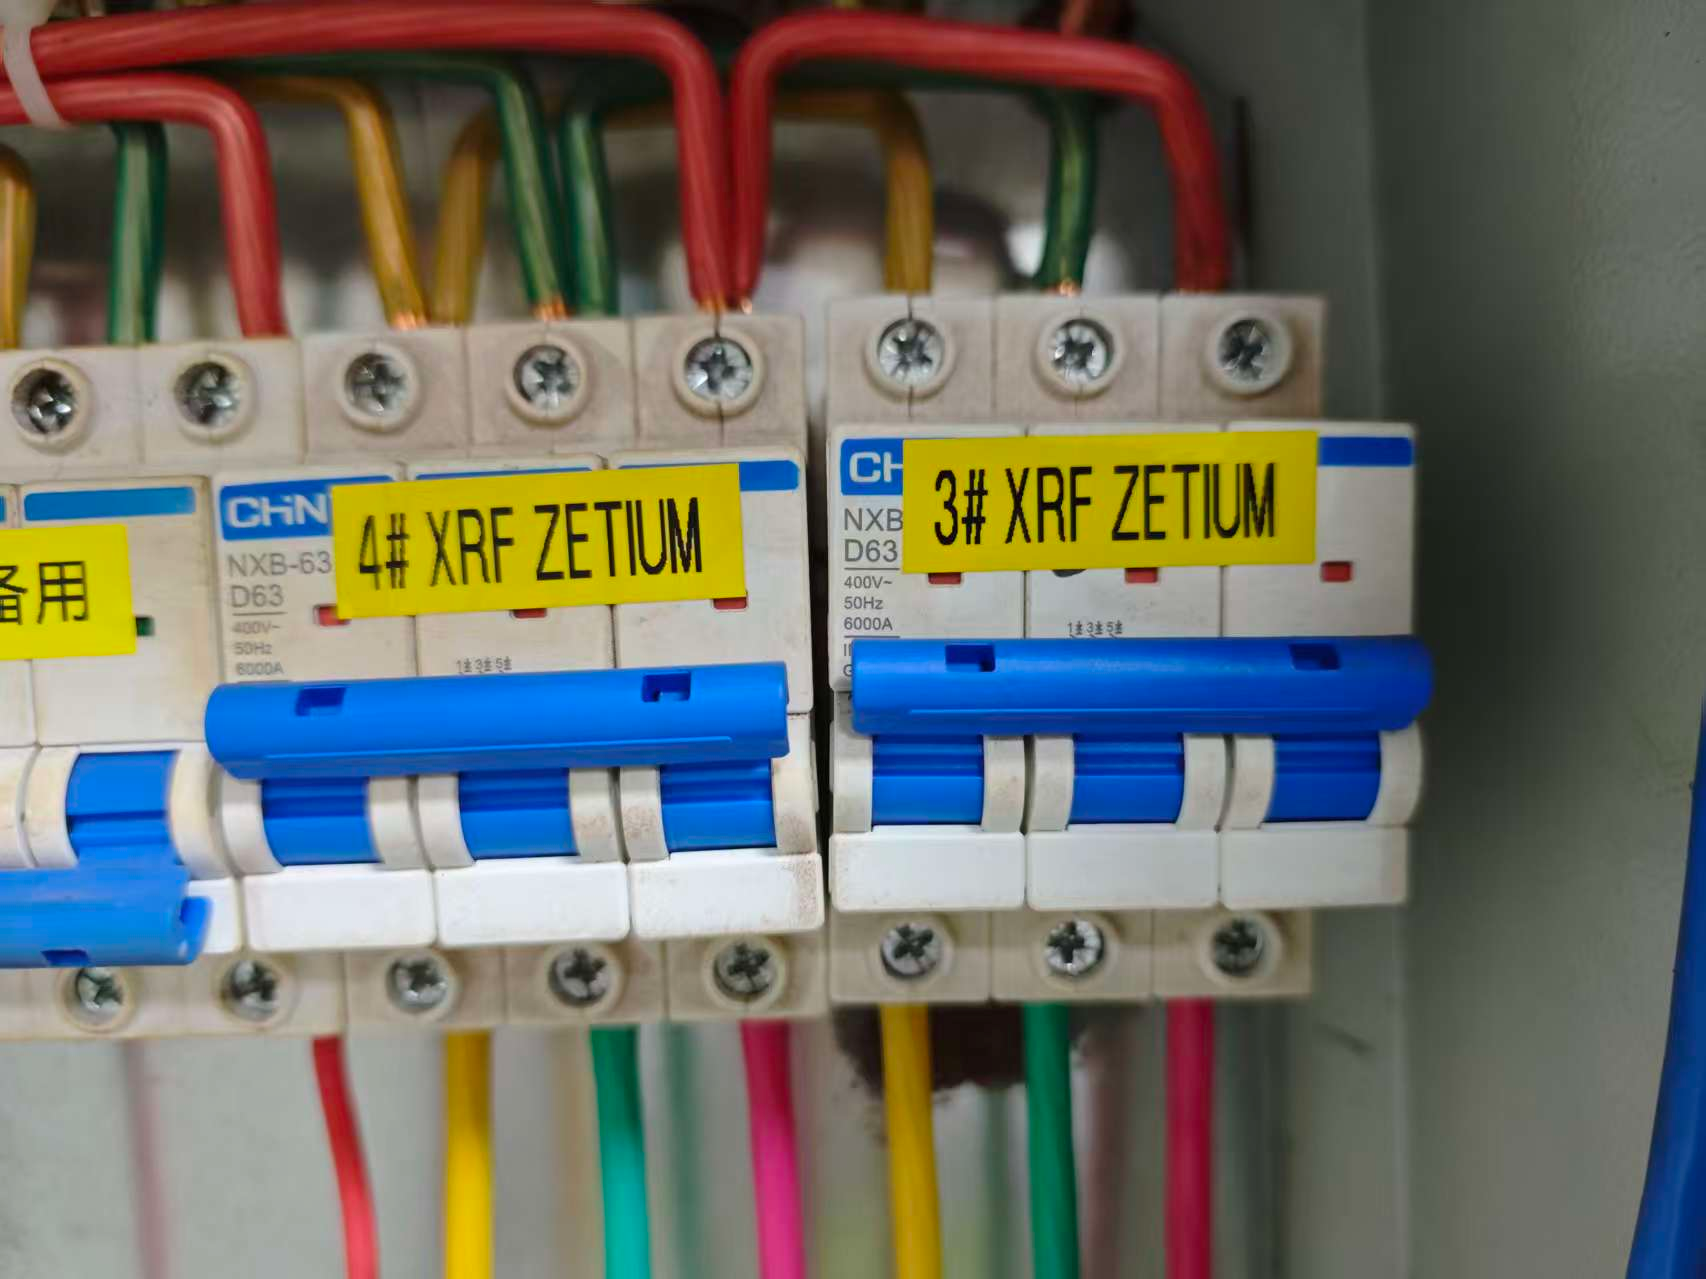 备用
CHN
NXB-63
D63
400V~
50Hz
6000A
4# XRF ZETIUM
1 3 5
CH
NXB
D63
400V~
50Hz
6000A
3# XRF ZETIUM
1 3 5